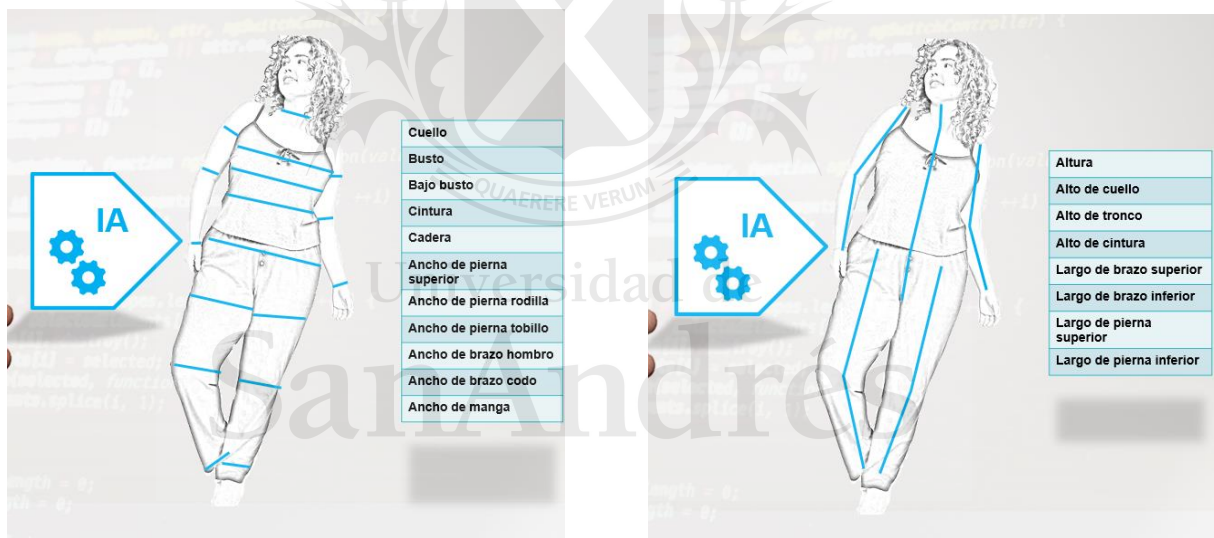 IA
Cuello
Busto
Bajo busto
Cintura
Cadera
Ancho de pierna
superior
Ancho de pierna rodilla
Ancho de pierna tobillo
Ancho de brazo hombro
Ancho de brazo codo
Ancho de manga
IA
Altura
Alto de cuello
Alto de tronco
Alto de cintura
Largo de brazo superior
Largo de brazo inferior
Largo de pierna
superior
Largo de pierna inferior
QUAERERE VERUM
Universidad de
SanAndrés